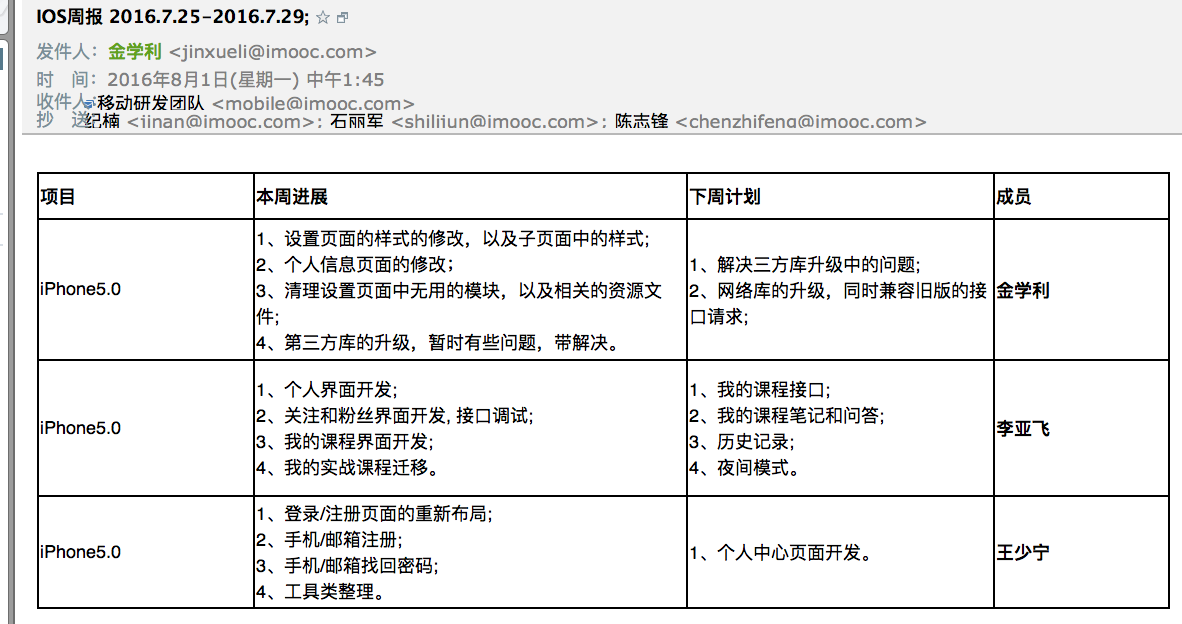 IOS周报 2016.7.25-2016.7.29;
发件人：金学利 <jinxueli@imooc.com>
时 间：2016年8月1日(星期一) 中午1:45
收件人：移动研发团队 <mobile@imooc.com>
抄 送：纪楠 <jinan@imooc.com>; 石丽军 <shilijun@imooc.com>; 陈志锋 <chenzhifeng@imooc.com>
项目 本周进展 下周计划 成员
iPhone5.0
1、设置页面的样式的修改，以及子页面中的样式;
2、个人信息页面的修改；
3、清理设置页面中无用的模块，以及相关的资源文
件;
4、第三方库的升级，暂时有些问题，带解决。
1、解决三方库升级中的问题;
2、网络库的升级，同时兼容旧版的接
口请求;
金学利
iPhone5.0
1、个人界面开发;
2、关注和粉丝界面开发, 接口调试;
3、我的课程界面开发;
4、我的实战课程迁移。
1、我的课程接口;
2、我的课程笔记和问答;
3、历史记录;
4、夜间模式。
李亚飞
iPhone5.0
1、登录/注册页面的重新布局;
2、手机/邮箱注册;
3、手机/邮箱找回密码;
4、工具类整理。
1、个人中心页面开发。
王少宁